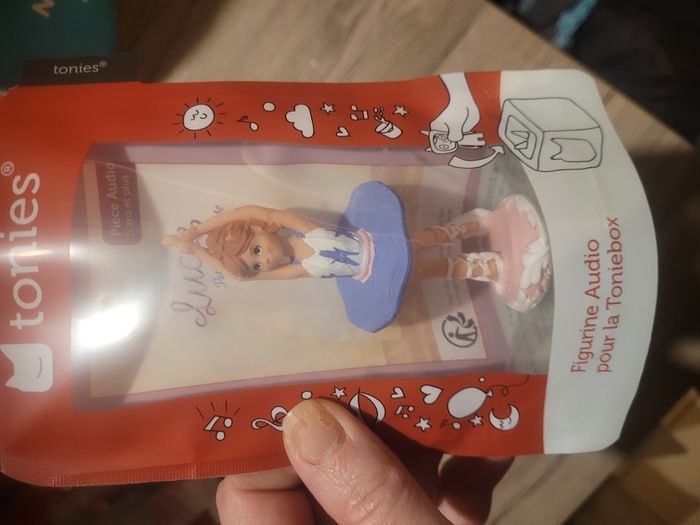 tonies®
tonies®
Pièce Audio
5 ans et plus
Figurine Audio
pour la Toniebox